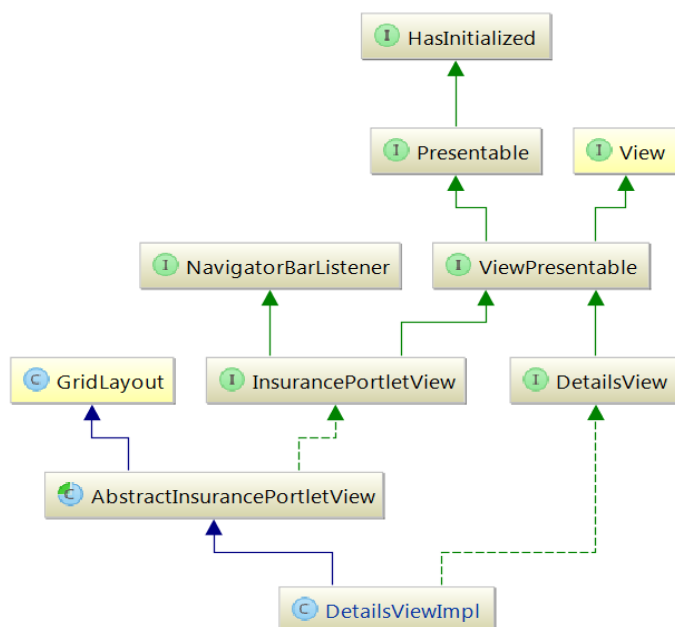 I HasInitialized
I Presentable
I View
I NavigatorBarListener
I ViewPresentable
C GridLayout
I InsurancePortletView
I DetailsView
C AbstractInsurancePortletView
C DetailsViewImpl